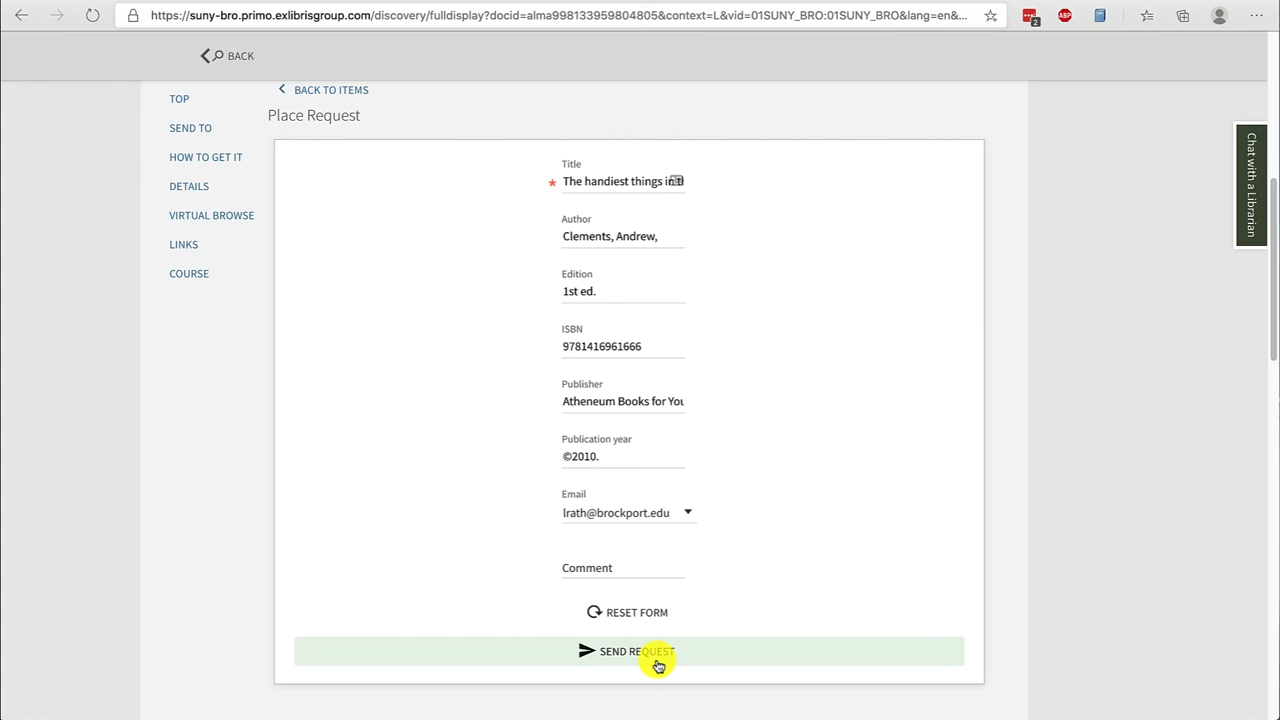 https://suny-bro.primo.exlibrisgroup.com/discovery/fulldisplay?docid=alma998133959804805&context=L&vid=01SUNY_BRO:01SUNY_BRO&lang=en&...
2
ABP
BACK
TOP
SEND TO
HOW TO GET IT
DETAILS
VIRTUAL BROWSE
LINKS
COURSE
BACK TO ITEMS
Place Request
Title
* The handiest things in
Author
Clements, Andrew,
Edition
1st ed.
ISBN
9781416961666
Publisher
Atheneum Books for You
Publication year
©2010.
Email
lrath@brockport.edu
Comment
RESET FORM
SEND REQUEST
Chat with a Librarian